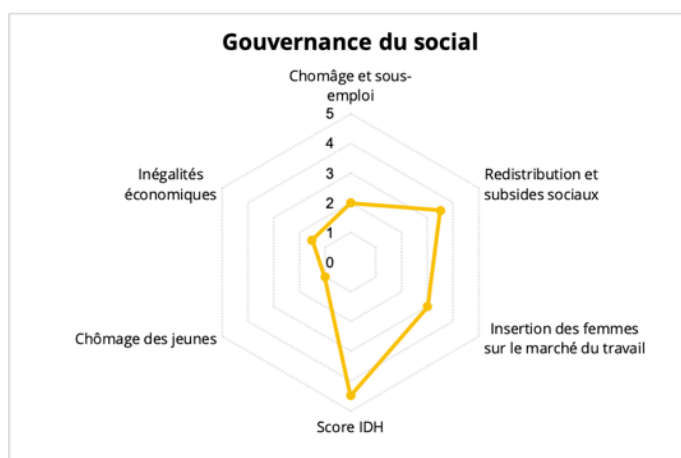 Gouvernance du social
Chomâge et sous-
emploi
5
4
3
2
1
0
Redistribution et
subsides sociaux
Insertion des femmes
sur le marché du travail
Score IDH
Chômage des jeunes
Inégalités
économiques